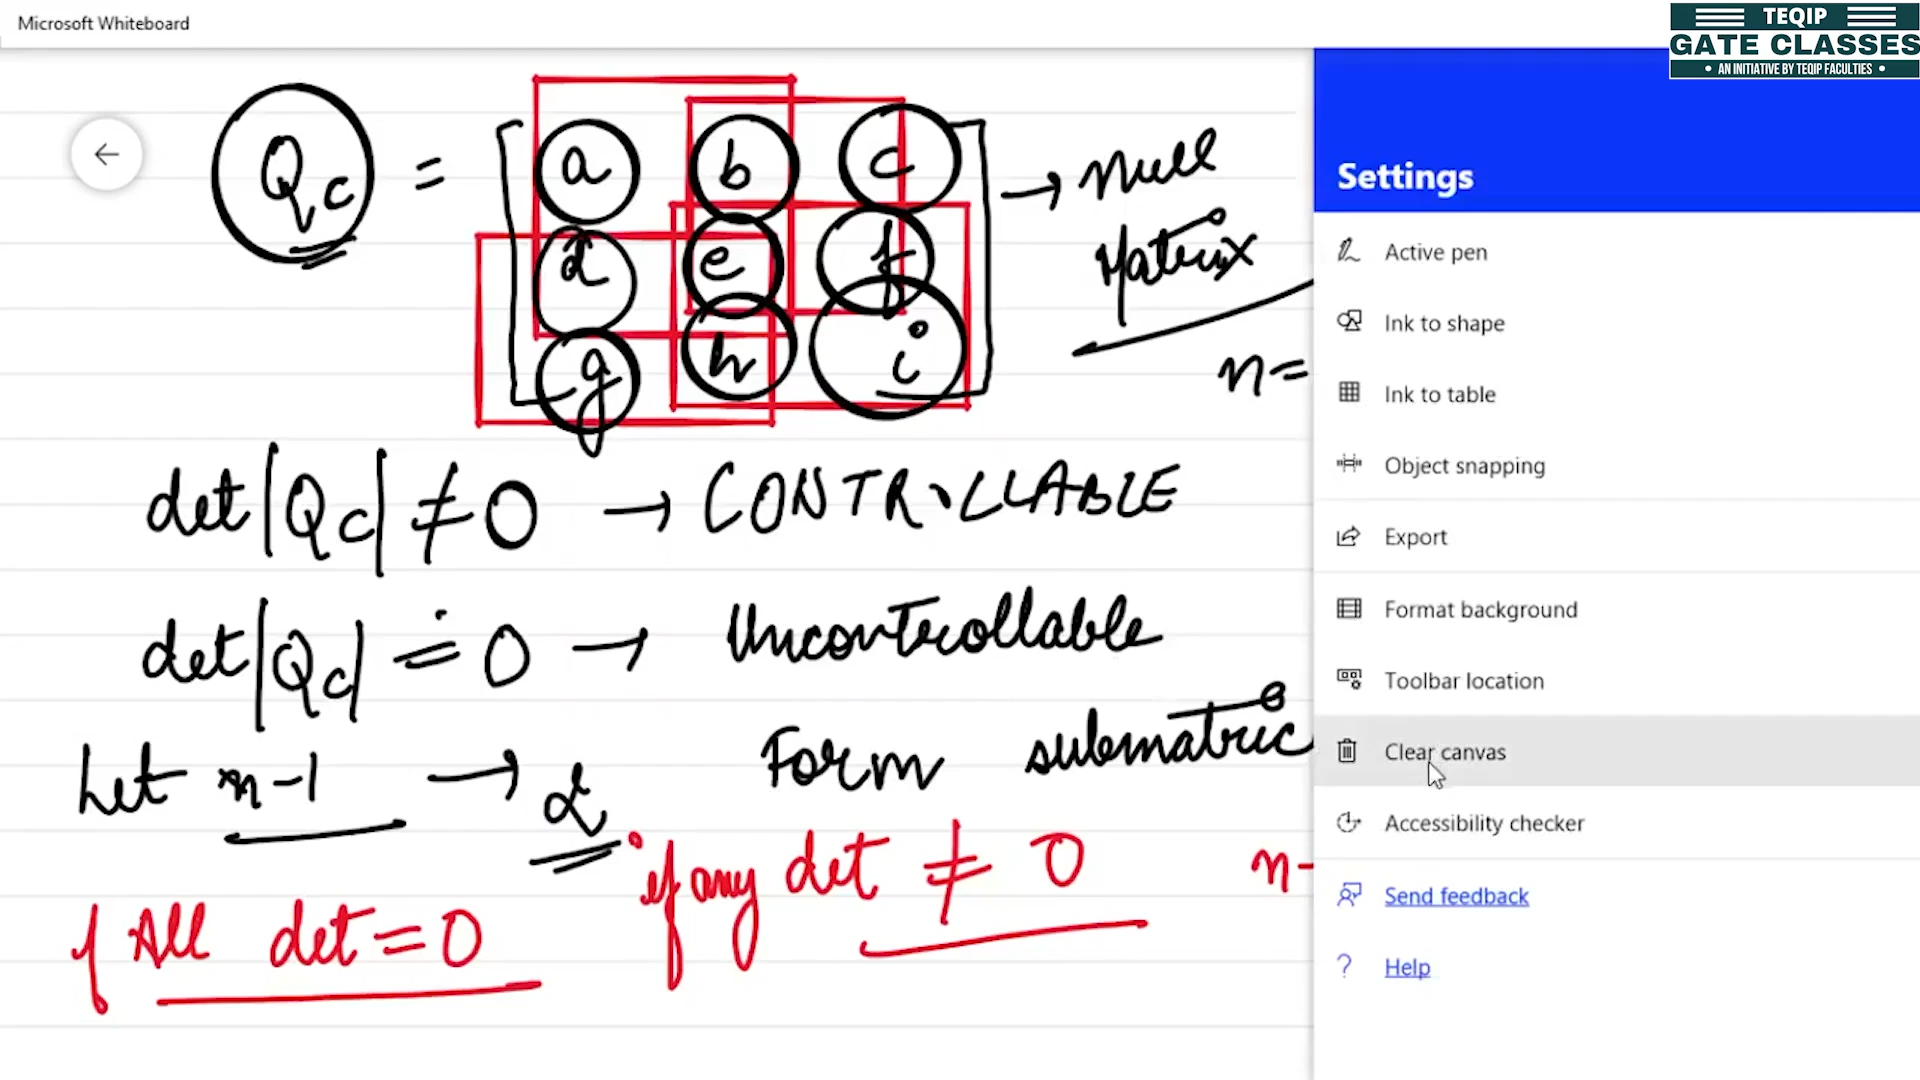 Microsoft Whiteboard
TEQIP
GATE CLASSES
• AN INITIATIVE BY TEQIP FACULTIES •
Qc = [ a b c → Null
d e f Matrix
g h i ] n=
det |Qc| ≠ 0 → CONTROLLABLE
det |Qc| = 0 → Uncontrollable
Let n-1 → 2 Form submatric
if any det ≠ 0 n-
if All det = 0
Settings
Active pen
Ink to shape
Ink to table
Object snapping
Export
Format background
Toolbar location
Clear canvas
Accessibility checker
Send feedback
? Help